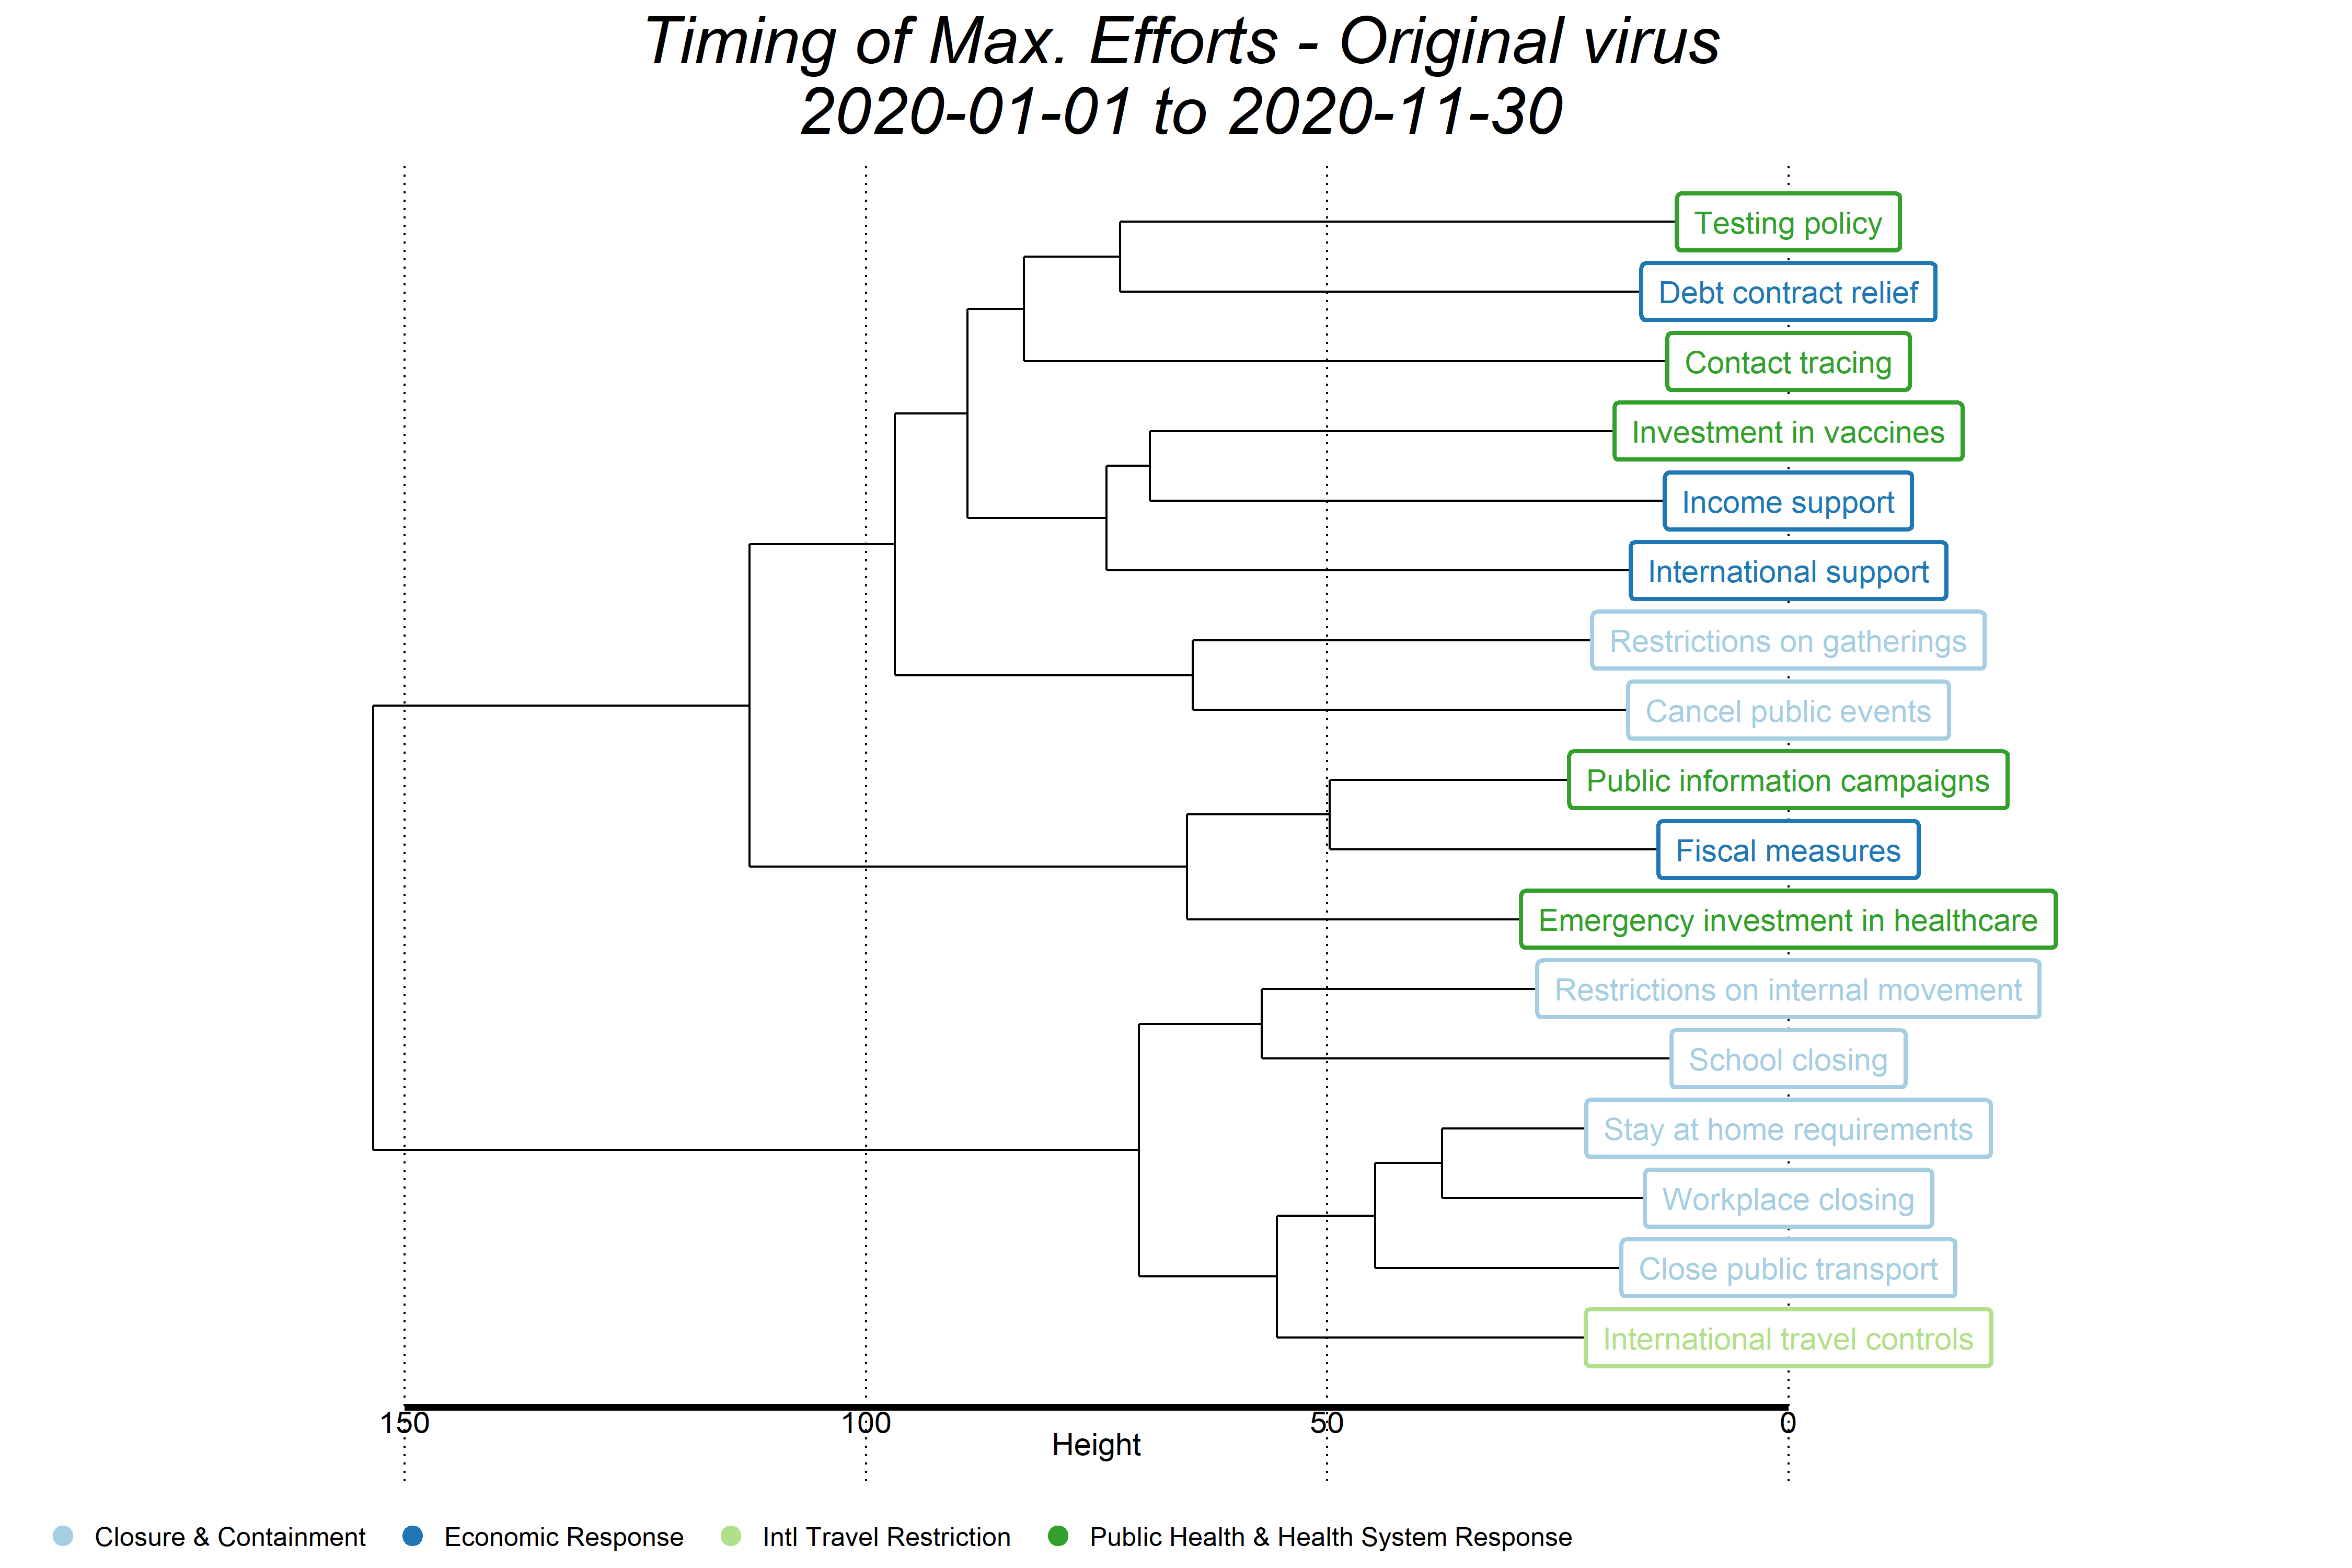 Timing of Max. Efforts - Original virus
2020-01-01 to 2020-11-30
Testing policy
Debt contract relief
Contact tracing
Investment in vaccines
Income support
International support
Restrictions on gatherings
Cancel public events
Public information campaigns
Fiscal measures
Emergency investment in healthcare
Restrictions on internal movement
School closing
Stay at home requirements
Workplace closing
Close public transport
International travel controls
150 100 50 0
Height
Closure & Containment Economic Response Intl Travel Restriction Public Health & Health System Response